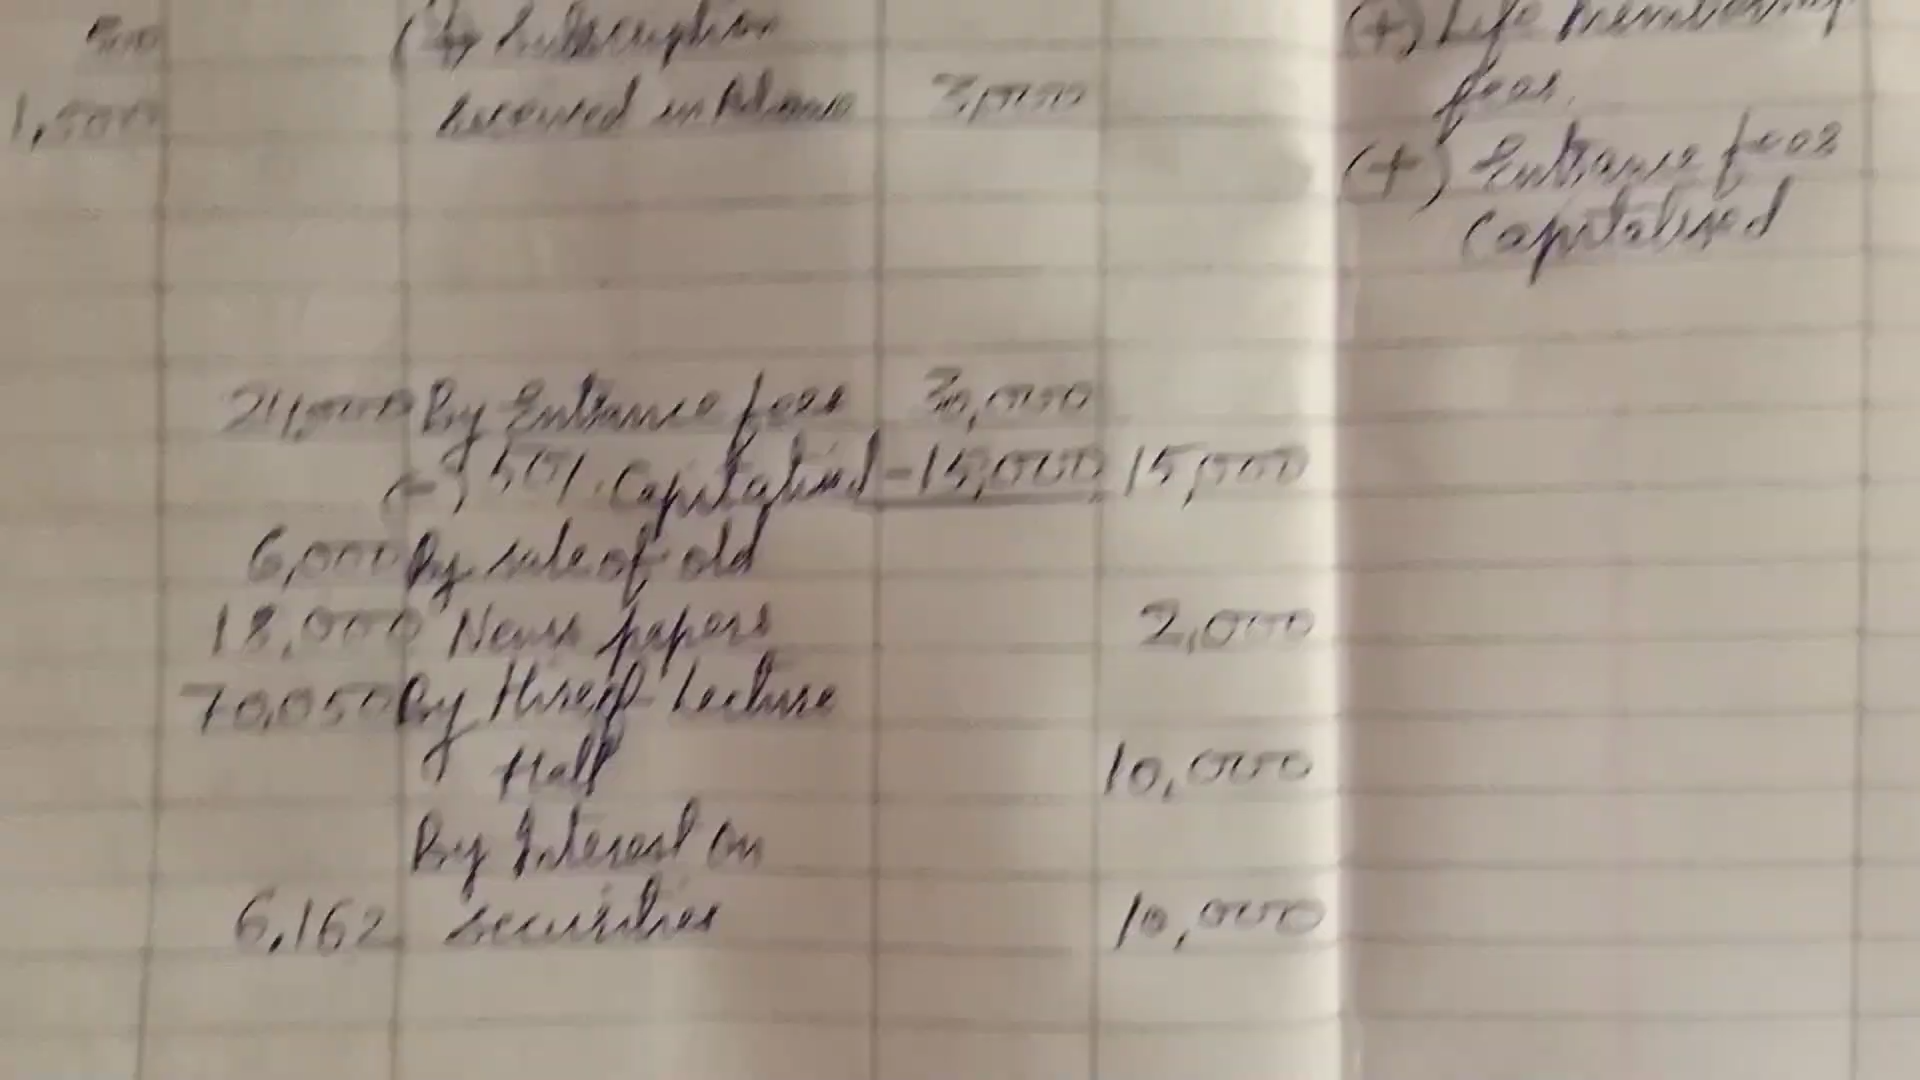 500 (+) Subscription (+) Life Membership
1,500 Received in Advance 3,000 fees.
(+) Entrance fees
Capitalised
24,000 By Entrance fees 30,000
(-) 50% Capitalised -15,000 15,000
6,000 By sale of old
18,000 News papers 2,000
70,050 By Hire of Lecture
Hall 10,000
By Interest on
6,162 securities 10,000